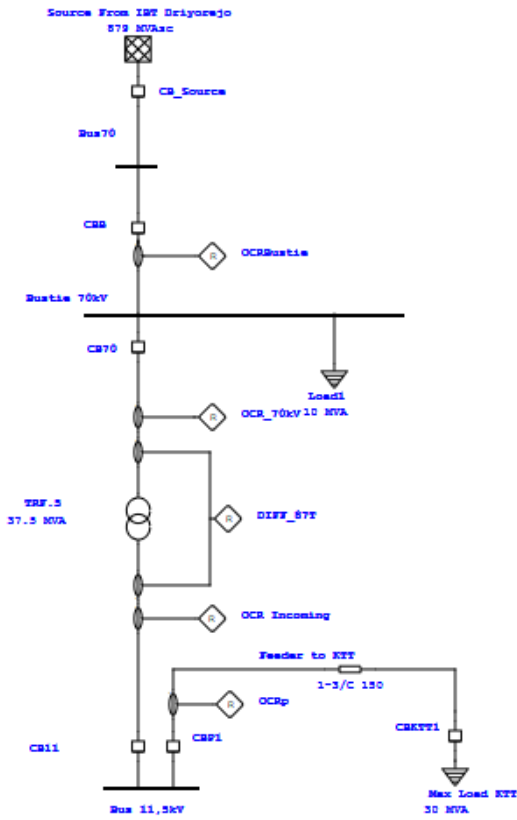 Source From IBT Driyorejo
879 MVAsc
CB_Source
Bus70
CBB
R
OCRBustie
Bustie 70kV
CB70
Load1
10 MVA
R
OCR_70kV
TRF.5
37.5 MVA
R
DIFF_87T
R
OCR Incoming
Feeder to KTT
1-3/C 150
R
OCRp
CBP1
CBKTT1
CB11
Max Load KTT
30 MVA
Bus 11,5kV